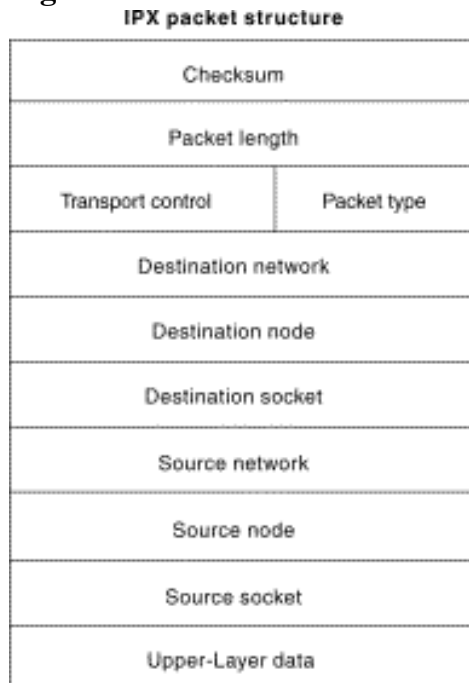 IPX packet structure
Checksum
Packet length
Transport control Packet type
Destination network
Destination node
Destination socket
Source network
Source node
Source socket
Upper-Layer data